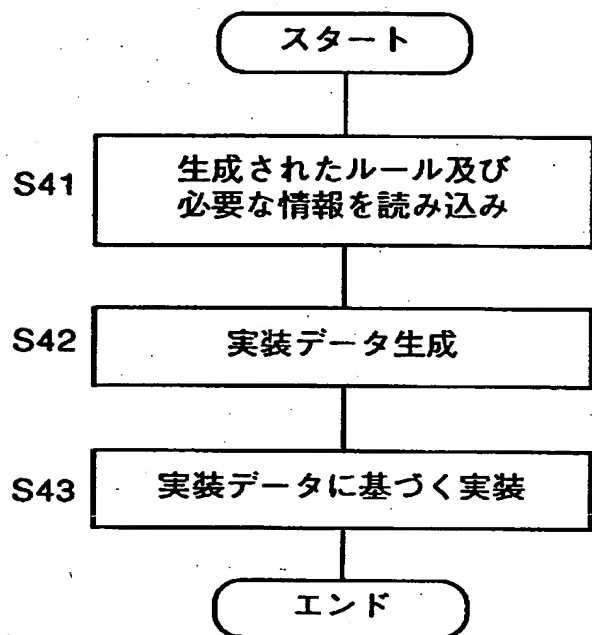 スタート
S41
生成されたルール及び
必要な情報を読み込み
S42
実装データ生成
S43
実装データに基づく実装
エンド